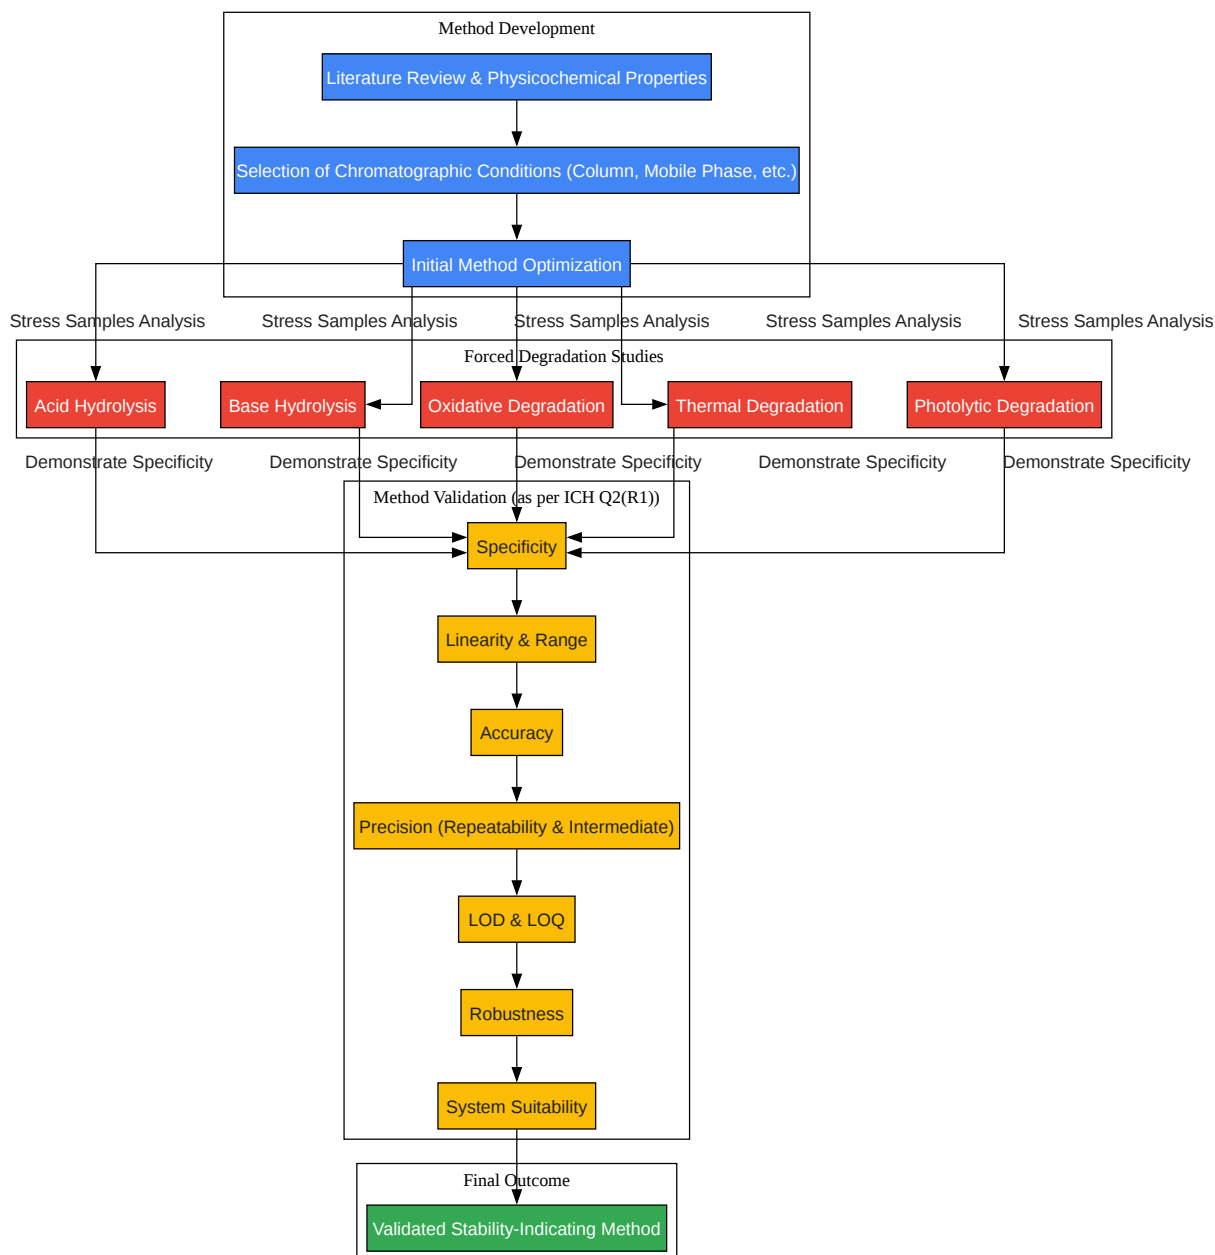 Method Development
Literature Review & Physicochemical Properties
Selection of Chromatographic Conditions (Column, Mobile Phase, etc.)
Initial Method Optimization
Stress Samples Analysis
Stress Samples Analysis
Stress Samples Analysis
Stress Samples Analysis
Stress Samples Analysis
Forced Degradation Studies
Acid Hydrolysis
Base Hydrolysis
Oxidative Degradation
Thermal Degradation
Photolytic Degradation
Demonstrate Specificity
Demonstrate Specificity
Demonstrate Specificity
Demonstrate Specificity
Demonstrate Specificity
Method Validation (as per ICH Q2(R1))
Specificity
Linearity & Range
Accuracy
Precision (Repeatability & Intermediate)
LOD & LOQ
Robustness
System Suitability
Final Outcome
Validated Stability-Indicating Method